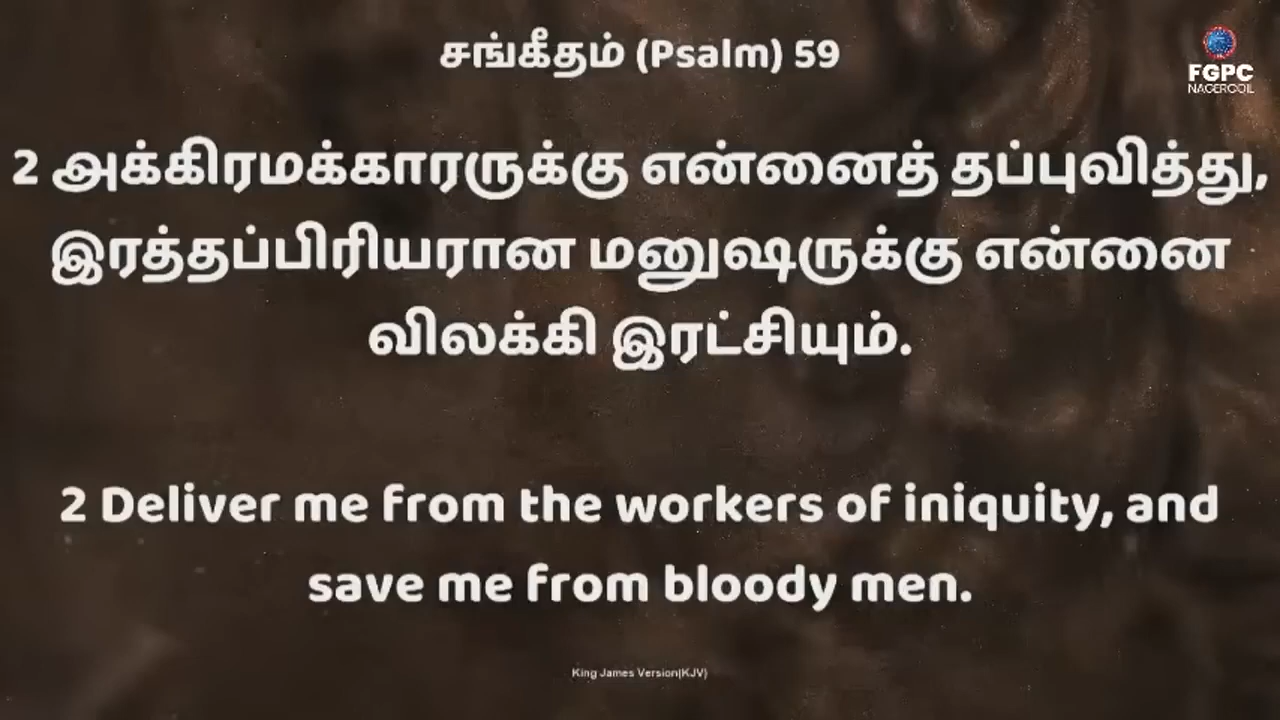 சங்கீதம் (Psalm) 59
FGPC
NAGERCOIL
2 அக்கிரமக்காரருக்கு என்னைத் தப்புவித்து,
இரத்தப்பிரியரான மனுஷருக்கு என்னை
விலக்கி இரட்சியும்.
2 Deliver me from the workers of iniquity, and
save me from bloody men.
King James Version(KJV)